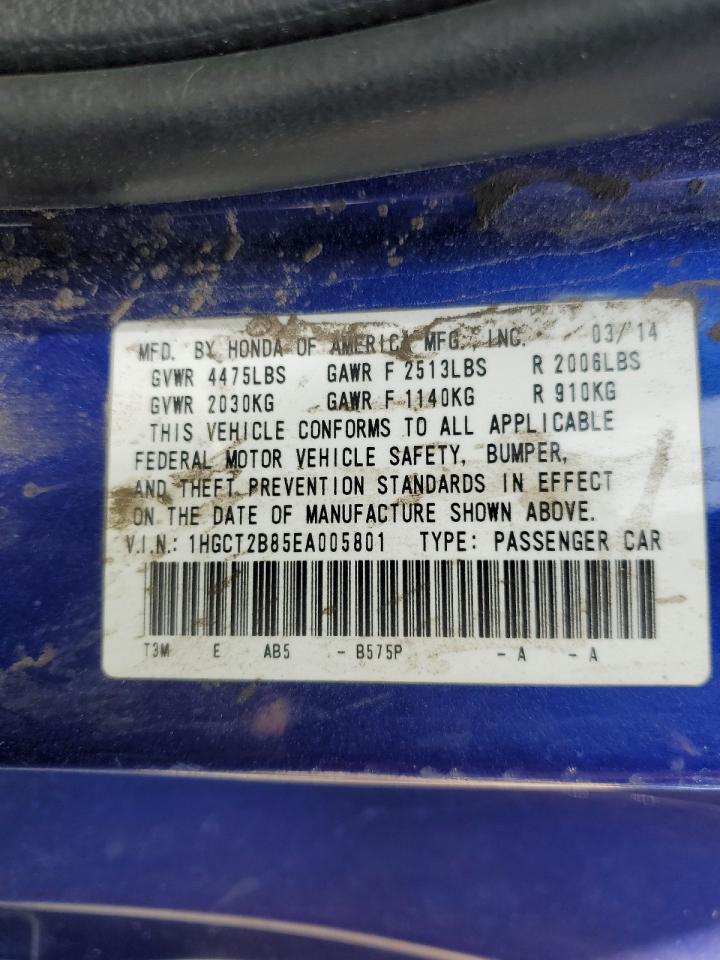 MFD. BY HONDA OF AMERICA MFG., INC. 03/14
GVWR 4475LBS GAWR F 2513LBS R 2006LBS
GVWR 2030KG GAWR F 1140KG R 910KG
THIS VEHICLE CONFORMS TO ALL APPLICABLE
FEDERAL MOTOR VEHICLE SAFETY, BUMPER,
AND THEFT PREVENTION STANDARDS IN EFFECT
ON THE DATE OF MANUFACTURE SHOWN ABOVE.
V.I.N.: 1HGCT2B85EA005801 TYPE: PASSENGER CAR
T3M E AB5 - B575P - A - A